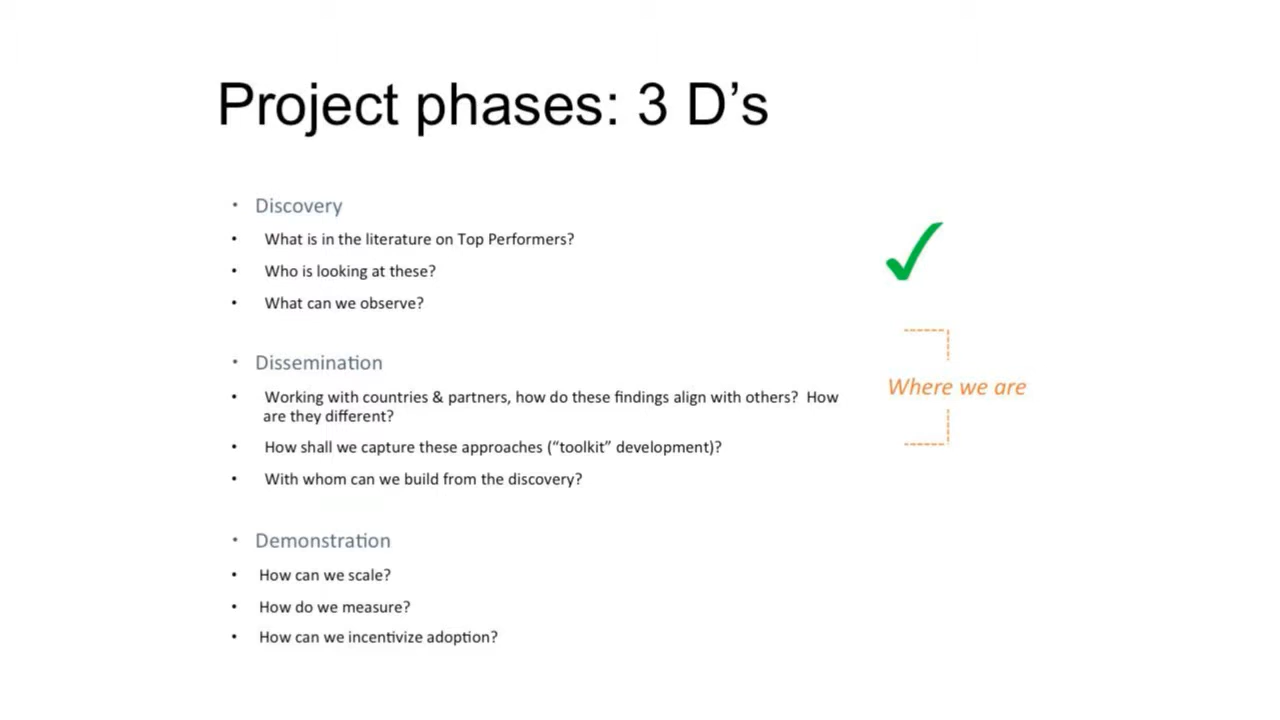 Project phases: 3 D’s
• Discovery
• What is in the literature on Top Performers?
• Who is looking at these?
• What can we observe?
• Dissemination
• Working with countries & partners, how do these findings align with others?  How
are they different?
• How shall we capture these approaches (“toolkit” development)?
• With whom can we build from the discovery?
Where we are
• Demonstration
• How can we scale?
• How do we measure?
• How can we incentivize adoption?